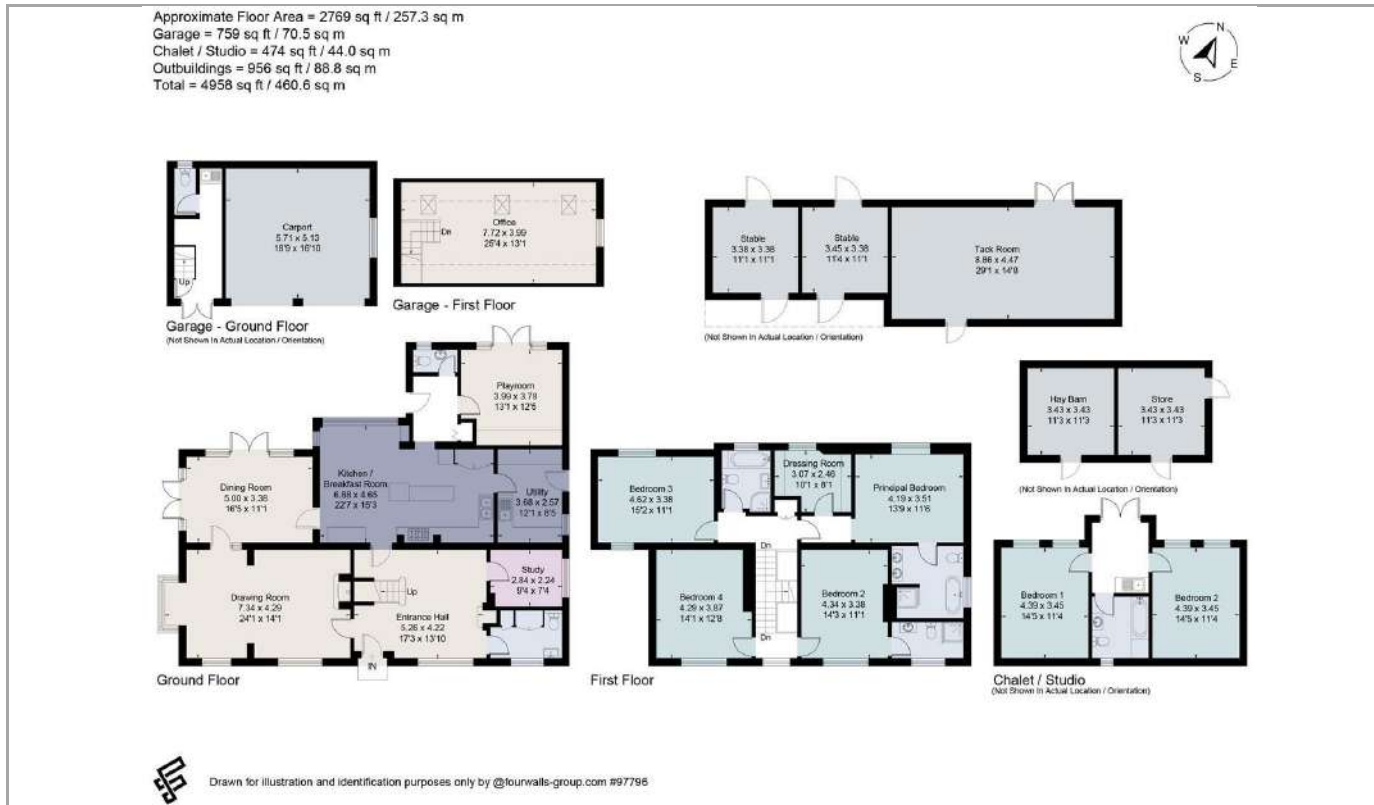 Approximate Floor Area = 2769 sq ft / 257.3 sq m
Garage = 759 sq ft / 70.5 sq m
Chalet / Studio = 474 sq ft / 44.0 sq m
Outbuildings = 956 sq ft / 88.8 sq m
Total = 4958 sq ft / 460.6 sq m
N
W
E
S
Carport
5.71 x 5.13
18'9 x 16'10
Up
Garage - Ground Floor
(Not Shown In Actual Location / Orientation)
Office
7.72 x 3.99
25'4 x 13'1
Dn
Garage - First Floor
Stable
3.38 x 3.38
11'1 x 11'1
Stable
3.45 x 3.38
11'4 x 11'1
Tack Room
8.86 x 4.47
29'1 x 14'8
(Not Shown In Actual Location / Orientation)
Hay Barn
3.43 x 3.43
11'3 x 11'3
Store
3.43 x 3.43
11'3 x 11'3
(Not Shown In Actual Location / Orientation)
Playroom
3.99 x 3.78
13'1 x 12'5
Dining Room
5.00 x 3.38
16'5 x 11'1
Kitchen /
Breakfast Room
6.88 x 4.65
22'7 x 15'3
Utility
3.68 x 2.57
12'1 x 8'5
Drawing Room
7.34 x 4.29
24'1 x 14'1
Up
Entrance Hall
5.26 x 4.22
17'3 x 13'10
Study
2.84 x 2.24
9'4 x 7'4
IN
Ground Floor
Bedroom 3
4.62 x 3.38
15'2 x 11'1
Dressing Room
3.07 x 2.46
10'1 x 8'1
Principal Bedroom
4.19 x 3.51
13'9 x 11'6
Dn
Bedroom 4
4.29 x 3.87
14'1 x 12'8
Bedroom 2
4.34 x 3.38
14'3 x 11'1
Dn
First Floor
Bedroom 1
4.39 x 3.45
14'5 x 11'4
Bedroom 2
4.39 x 3.45
14'5 x 11'4
Chalet / Studio
(Not Shown In Actual Location / Orientation)
Drawn for illustration and identification purposes only by @fourwalls-group.com #97796